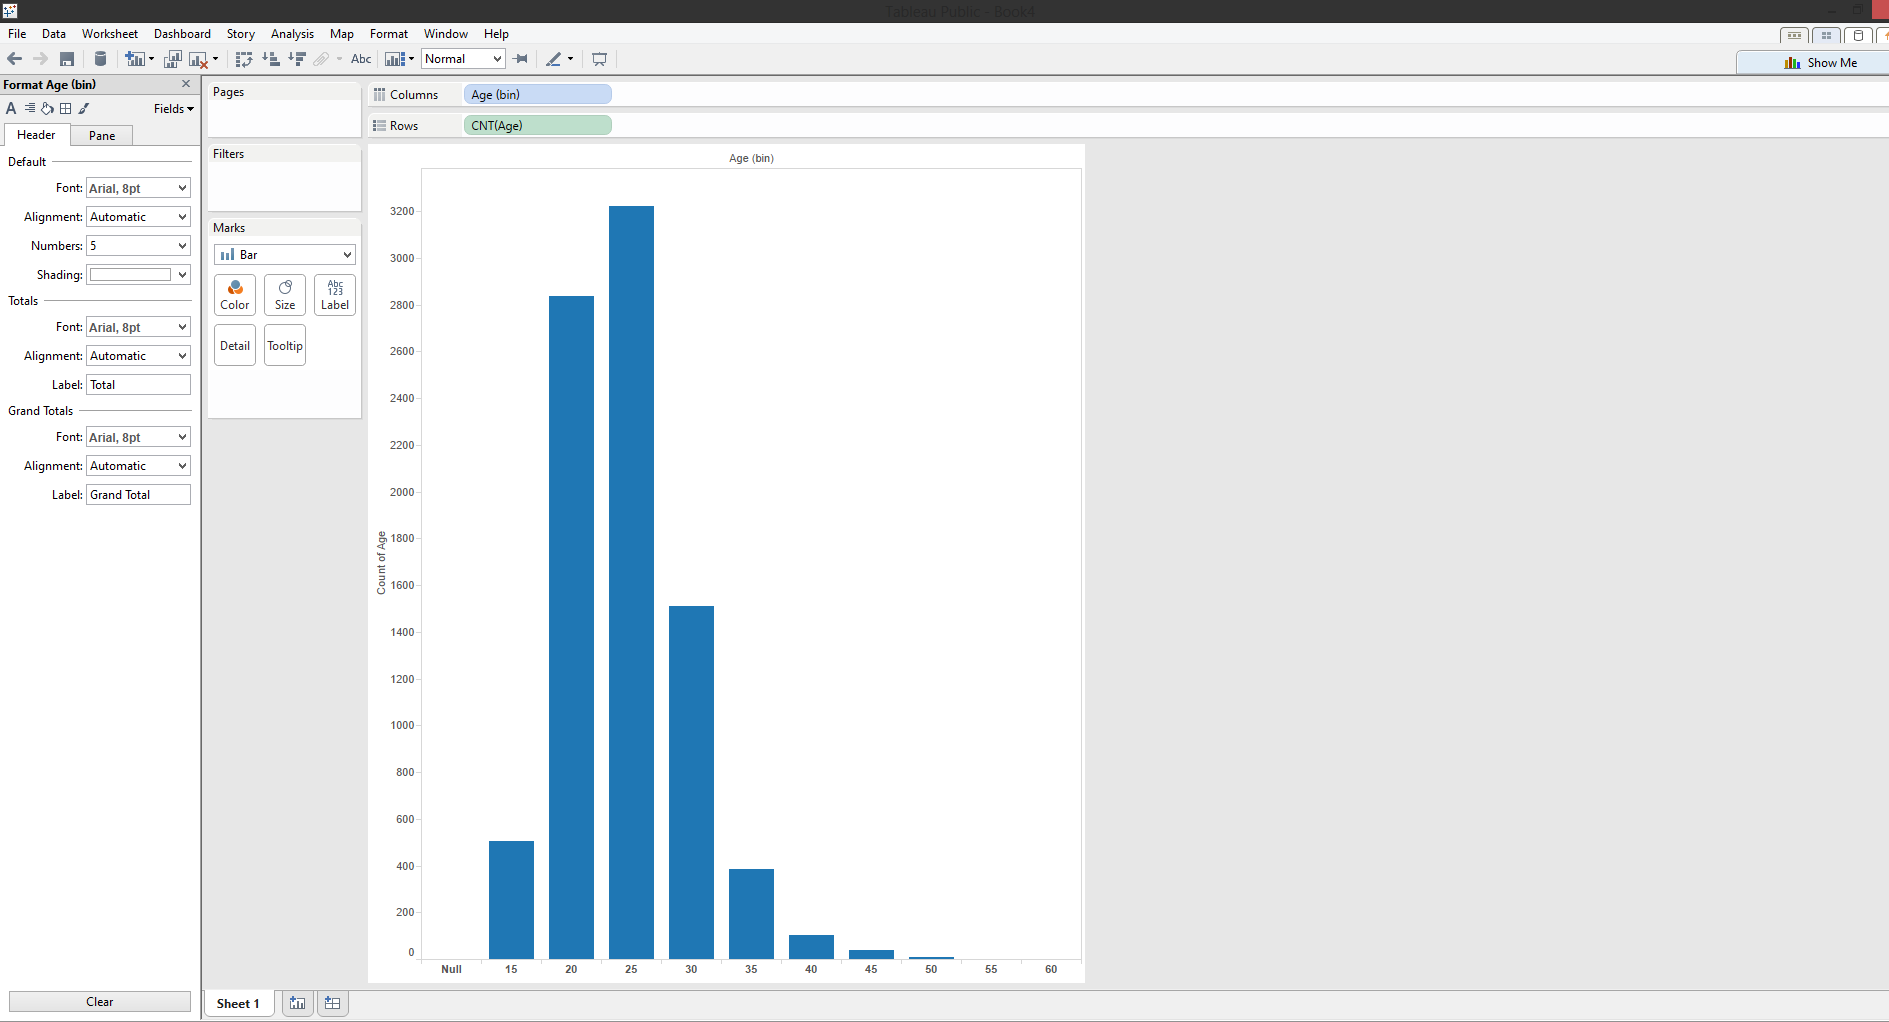 Tableau Public - Book4
File Data Worksheet Dashboard Story Analysis Map Format Window Help
Abc Normal
Show Me
Format Age (bin)
Fields
Header Pane
Default
Font: Arial, 8pt
Alignment: Automatic
Numbers: 5
Shading:
Totals
Font: Arial, 8pt
Alignment: Automatic
Label: Total
Grand Totals
Font: Arial, 8pt
Alignment: Automatic
Label: Grand Total
Clear
Pages
Filters
Marks
Bar
Color Size Abc 123 Label
Detail Tooltip
Columns Age (bin)
Rows CNT(Age)
Age (bin)
Count of Age
3200
3000
2800
2600
2400
2200
2000
1800
1600
1400
1200
1000
800
600
400
200
0
Null 15 20 25 30 35 40 45 50 55 60
Sheet 1